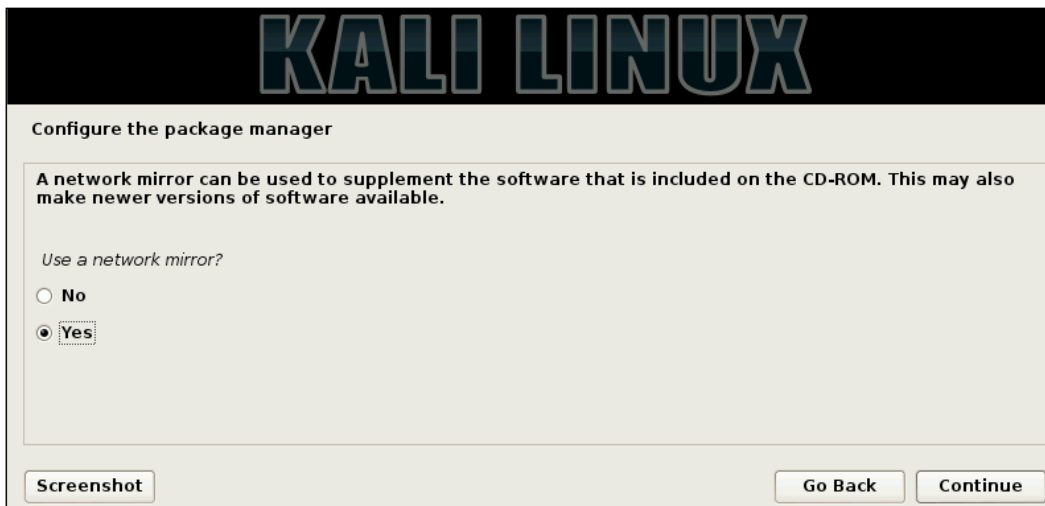 KALI LINUX
Configure the package manager
A network mirror can be used to supplement the software that is included on the CD-ROM. This may also
make newer versions of software available.
Use a network mirror?
No
Yes
Screenshot
Go Back
Continue